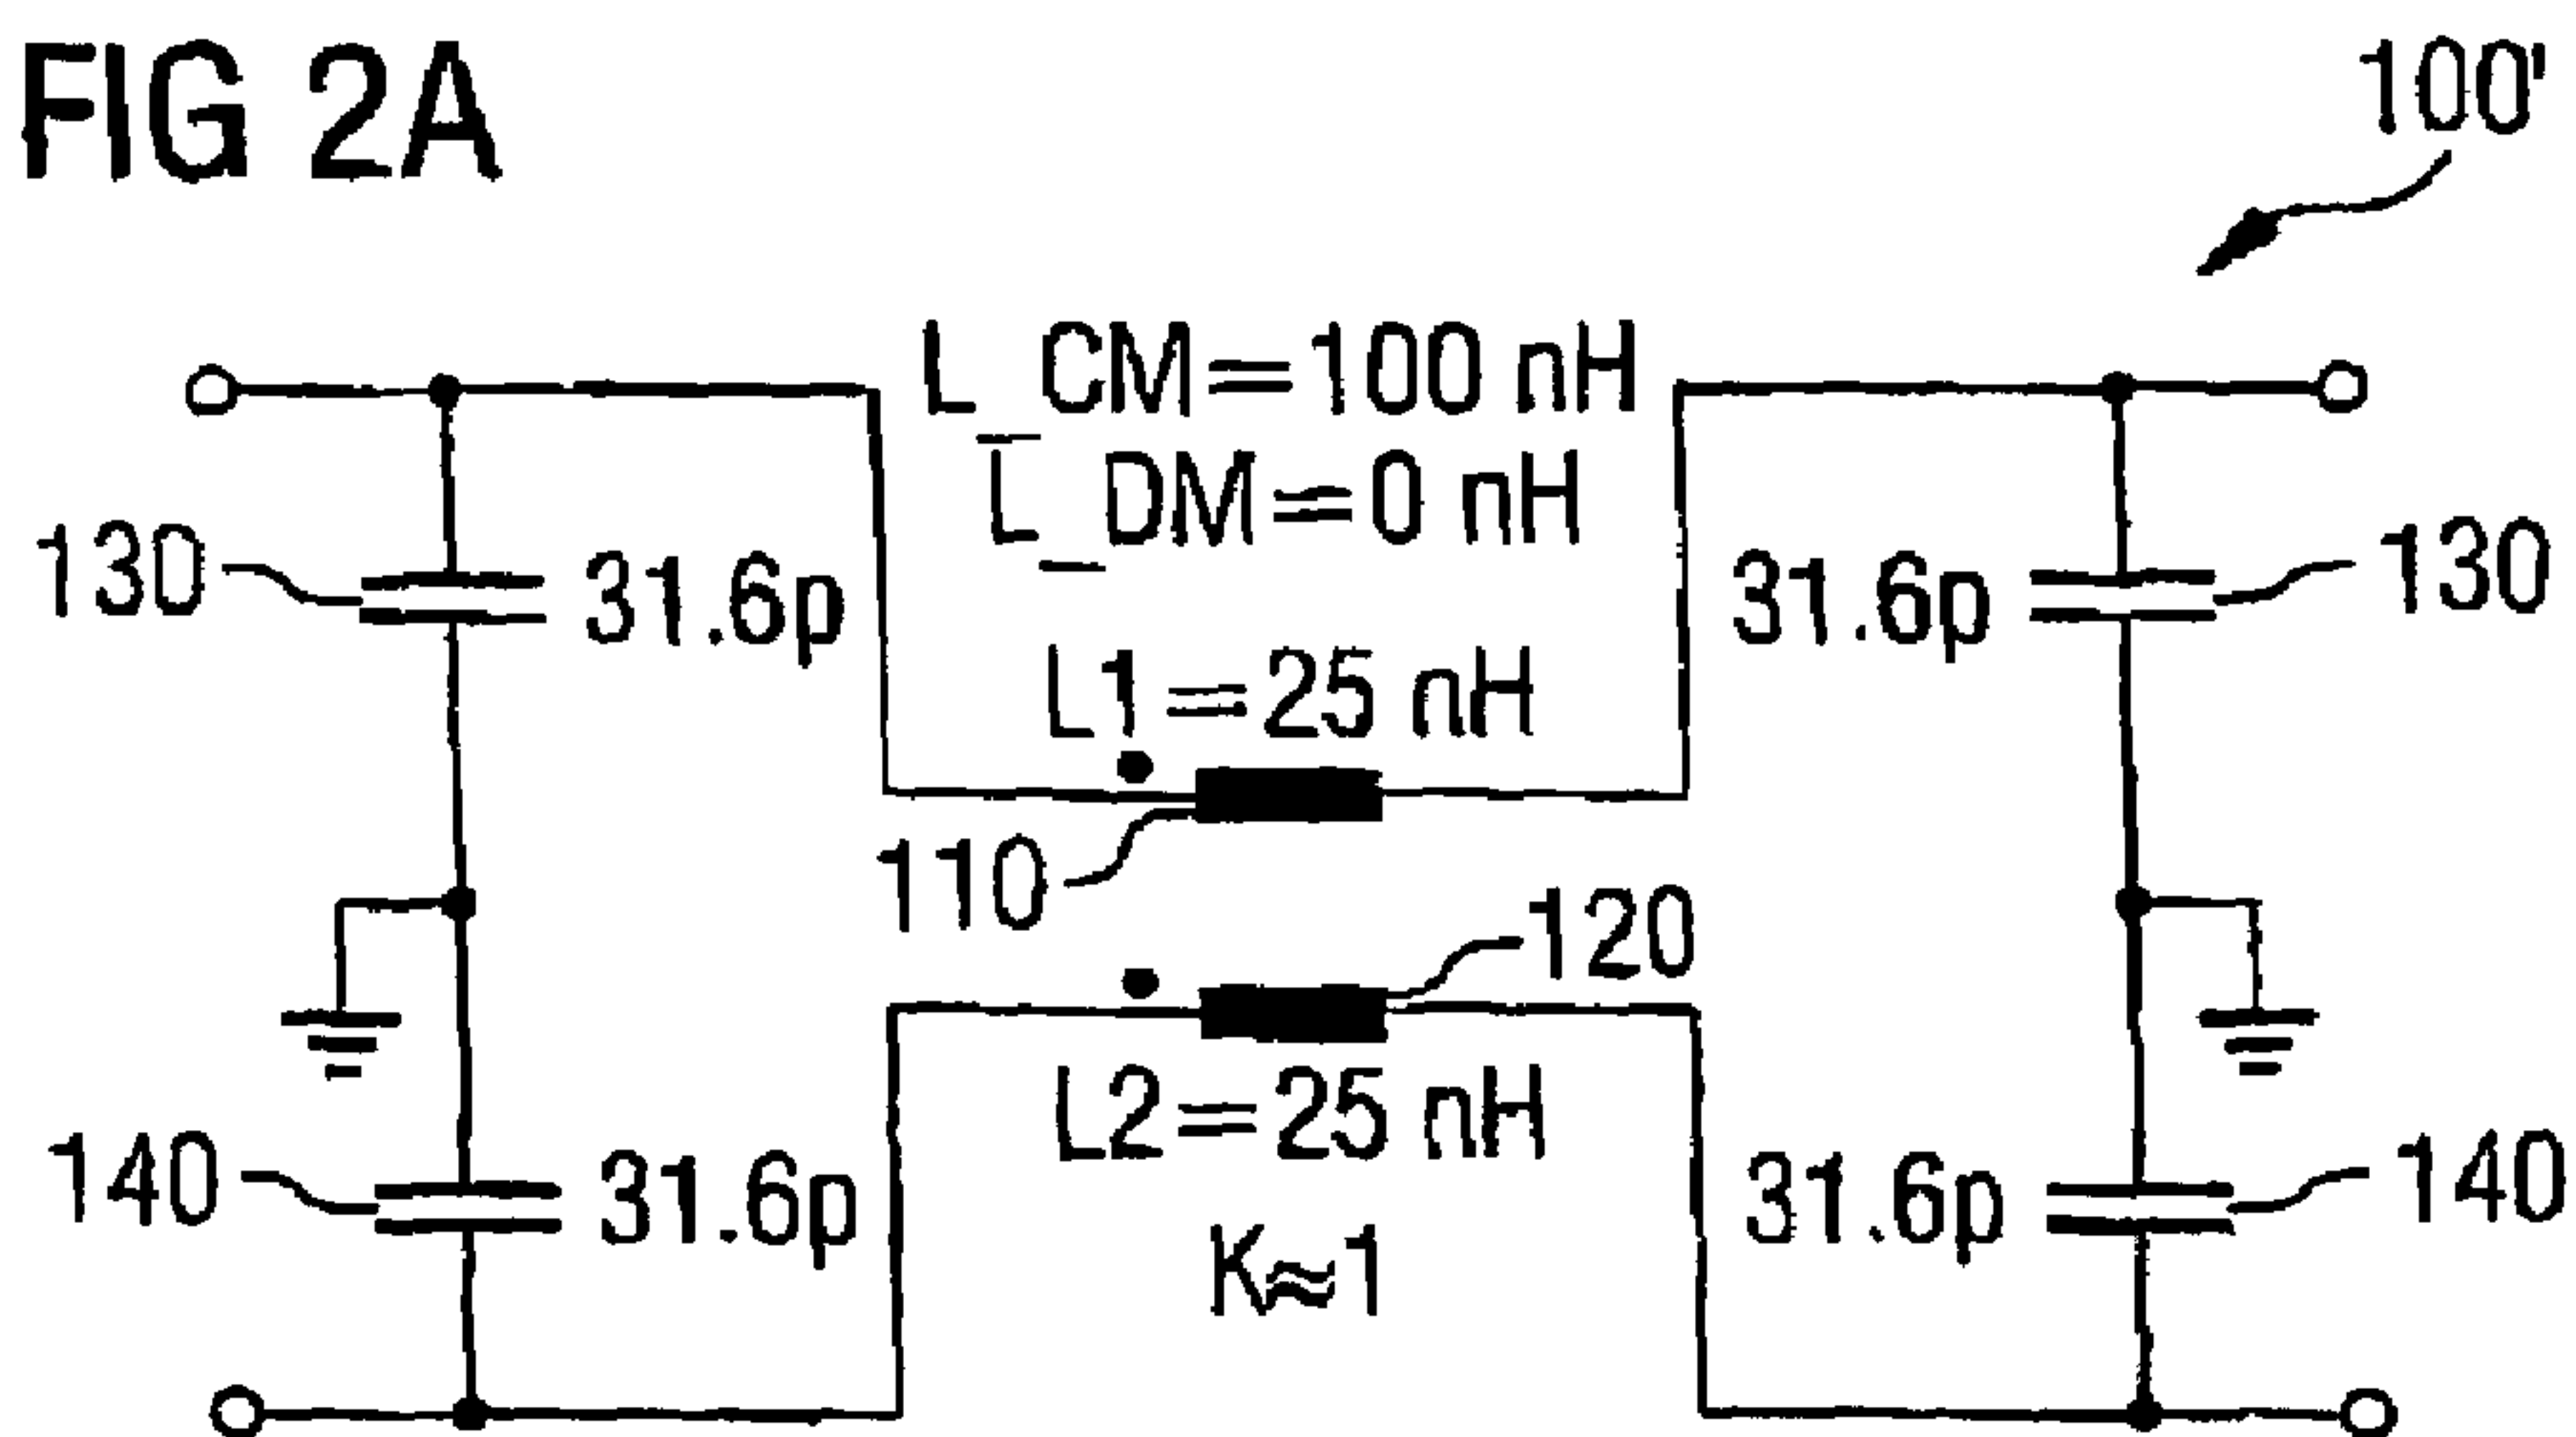 FIG 2A
100'
L_CM=100 nH
L_DM=0 nH
130
31.6p
31.6p
130
L1=25 nH
110
120
L2=25 nH
140
31.6p
31.6p
140
K≈1